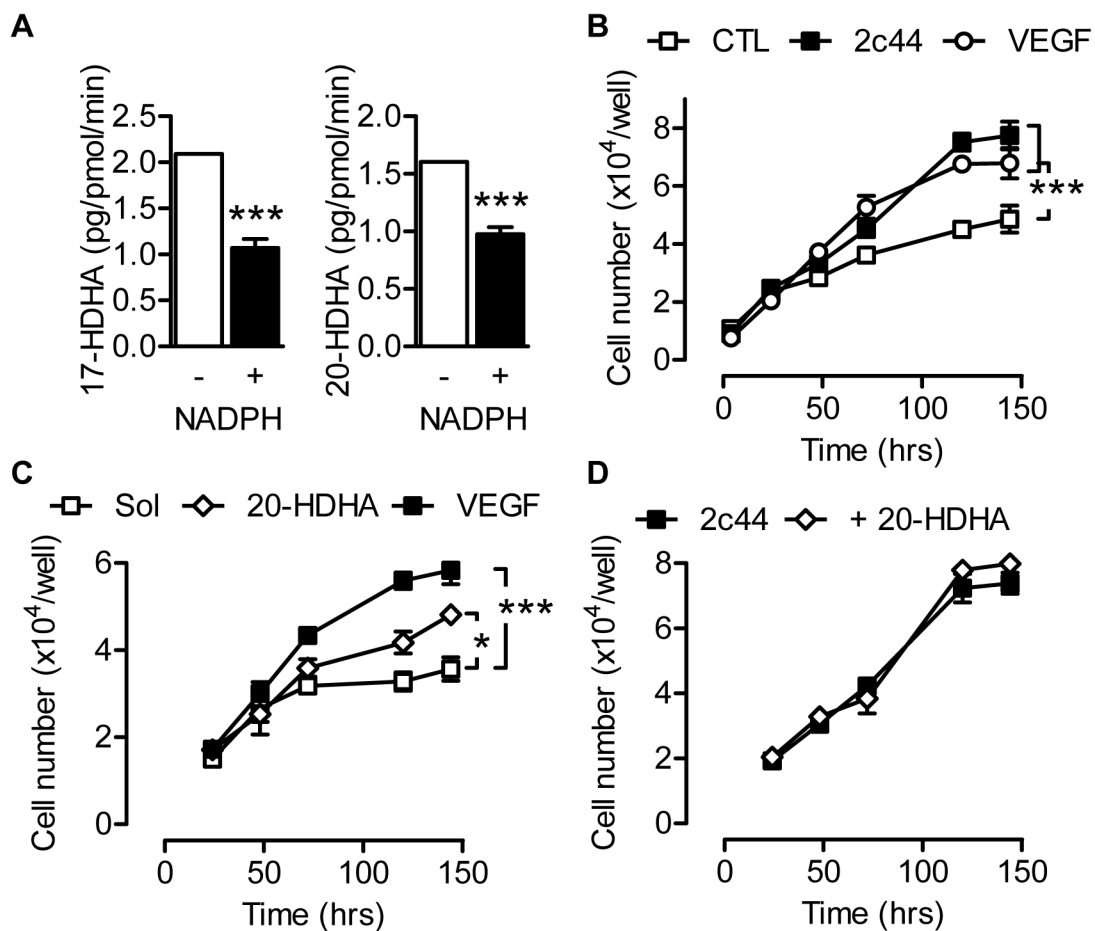 A
17-HDHA (pg/pmol/min)
2.5
2.0
1.5
1.0
0.5
0.0
***
- +
NADPH
20-HDHA (pg/pmol/min)
2.0
1.5
1.0
0.5
0.0
***
- +
NADPH
B
CTL 2c44 VEGF
Cell number (x10⁴/well)
8
6
4
2
0
***
0 50 100 150
Time (hrs)
C
Sol 20-HDHA VEGF
Cell number (x10⁴/well)
6
4
2
0
***
*
0 50 100 150
Time (hrs)
D
2c44 + 20-HDHA
Cell number (x10⁴/well)
8
6
4
2
0
0 50 100 150
Time (hrs)